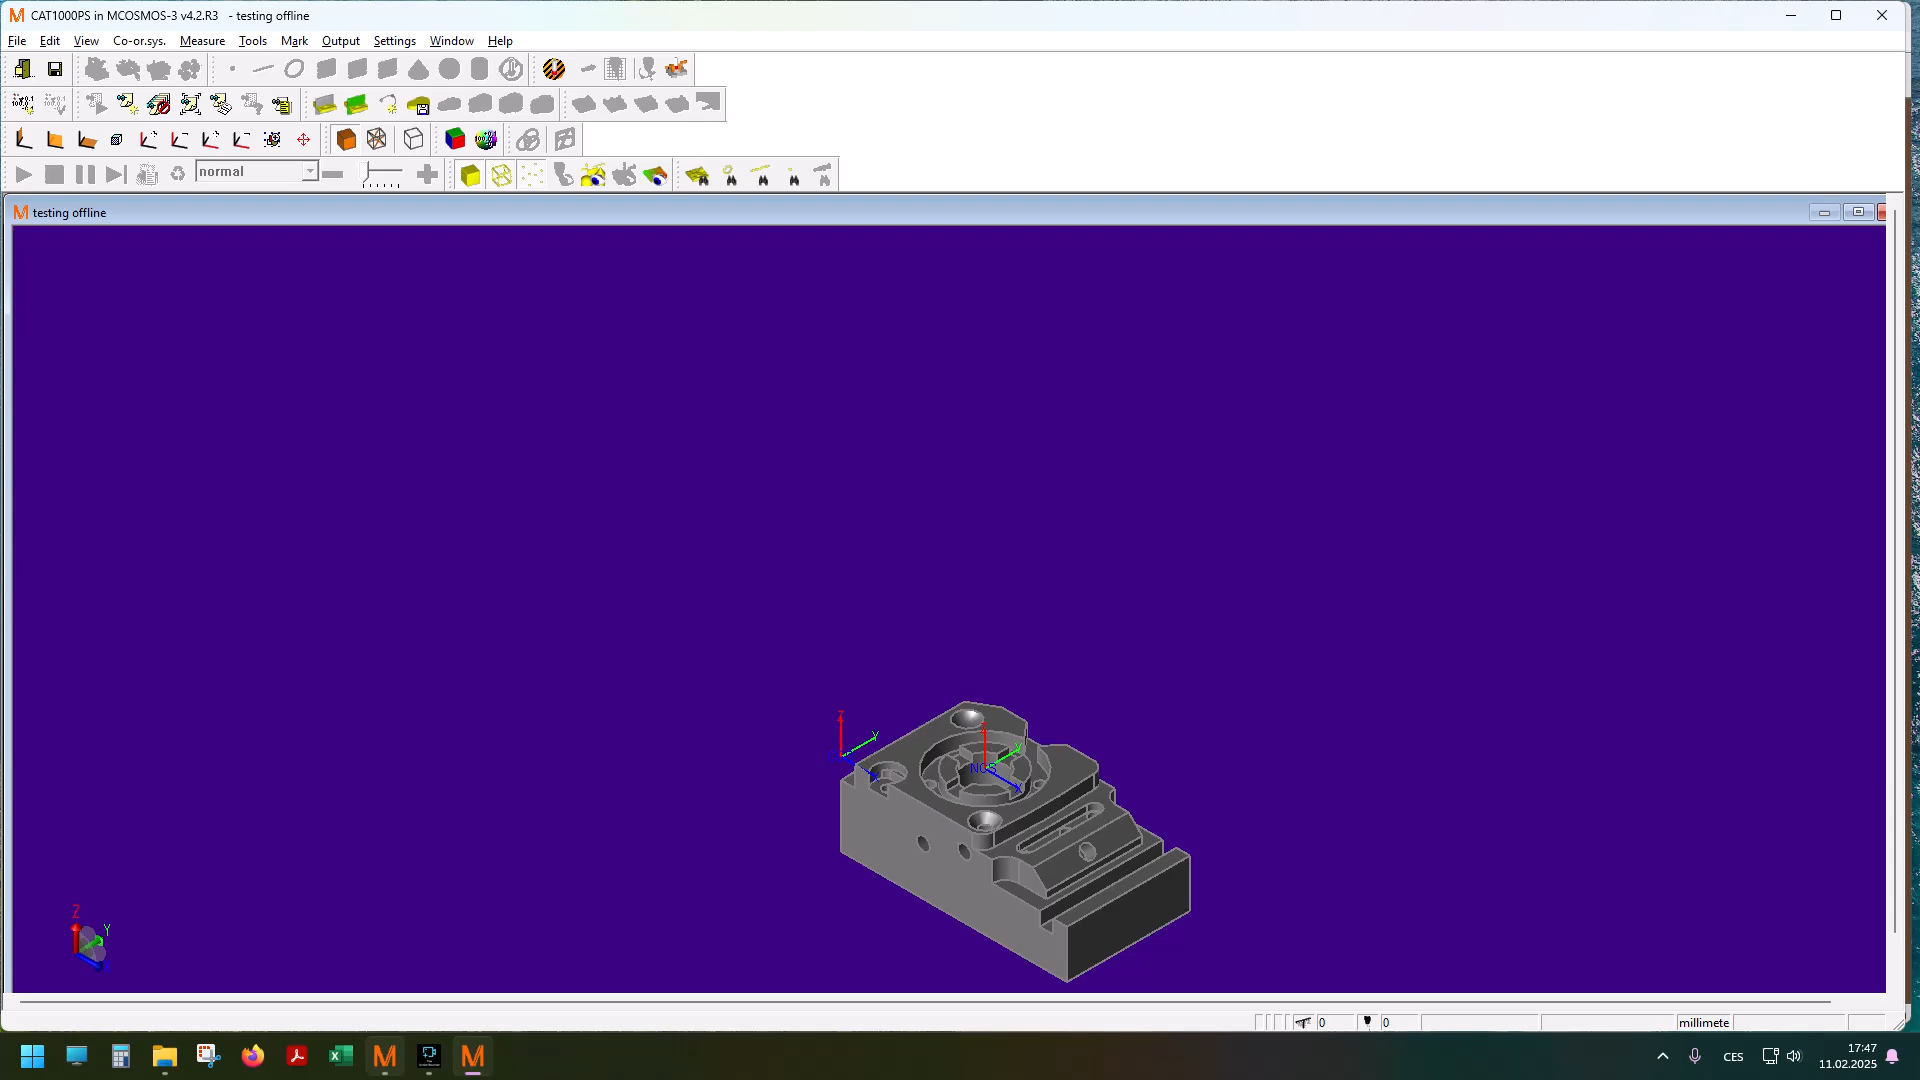 CAT1000PS in MCOSMOS-3 v4.2.R3 - testing offline
File Edit View Co-or.sys. Measure Tools Mark Output Settings Window Help
normal
testing offline
Z
Y
Z
Y
NCS
X
Z
Y
X
0
0
millimete
CES
17:47
11.02.2025